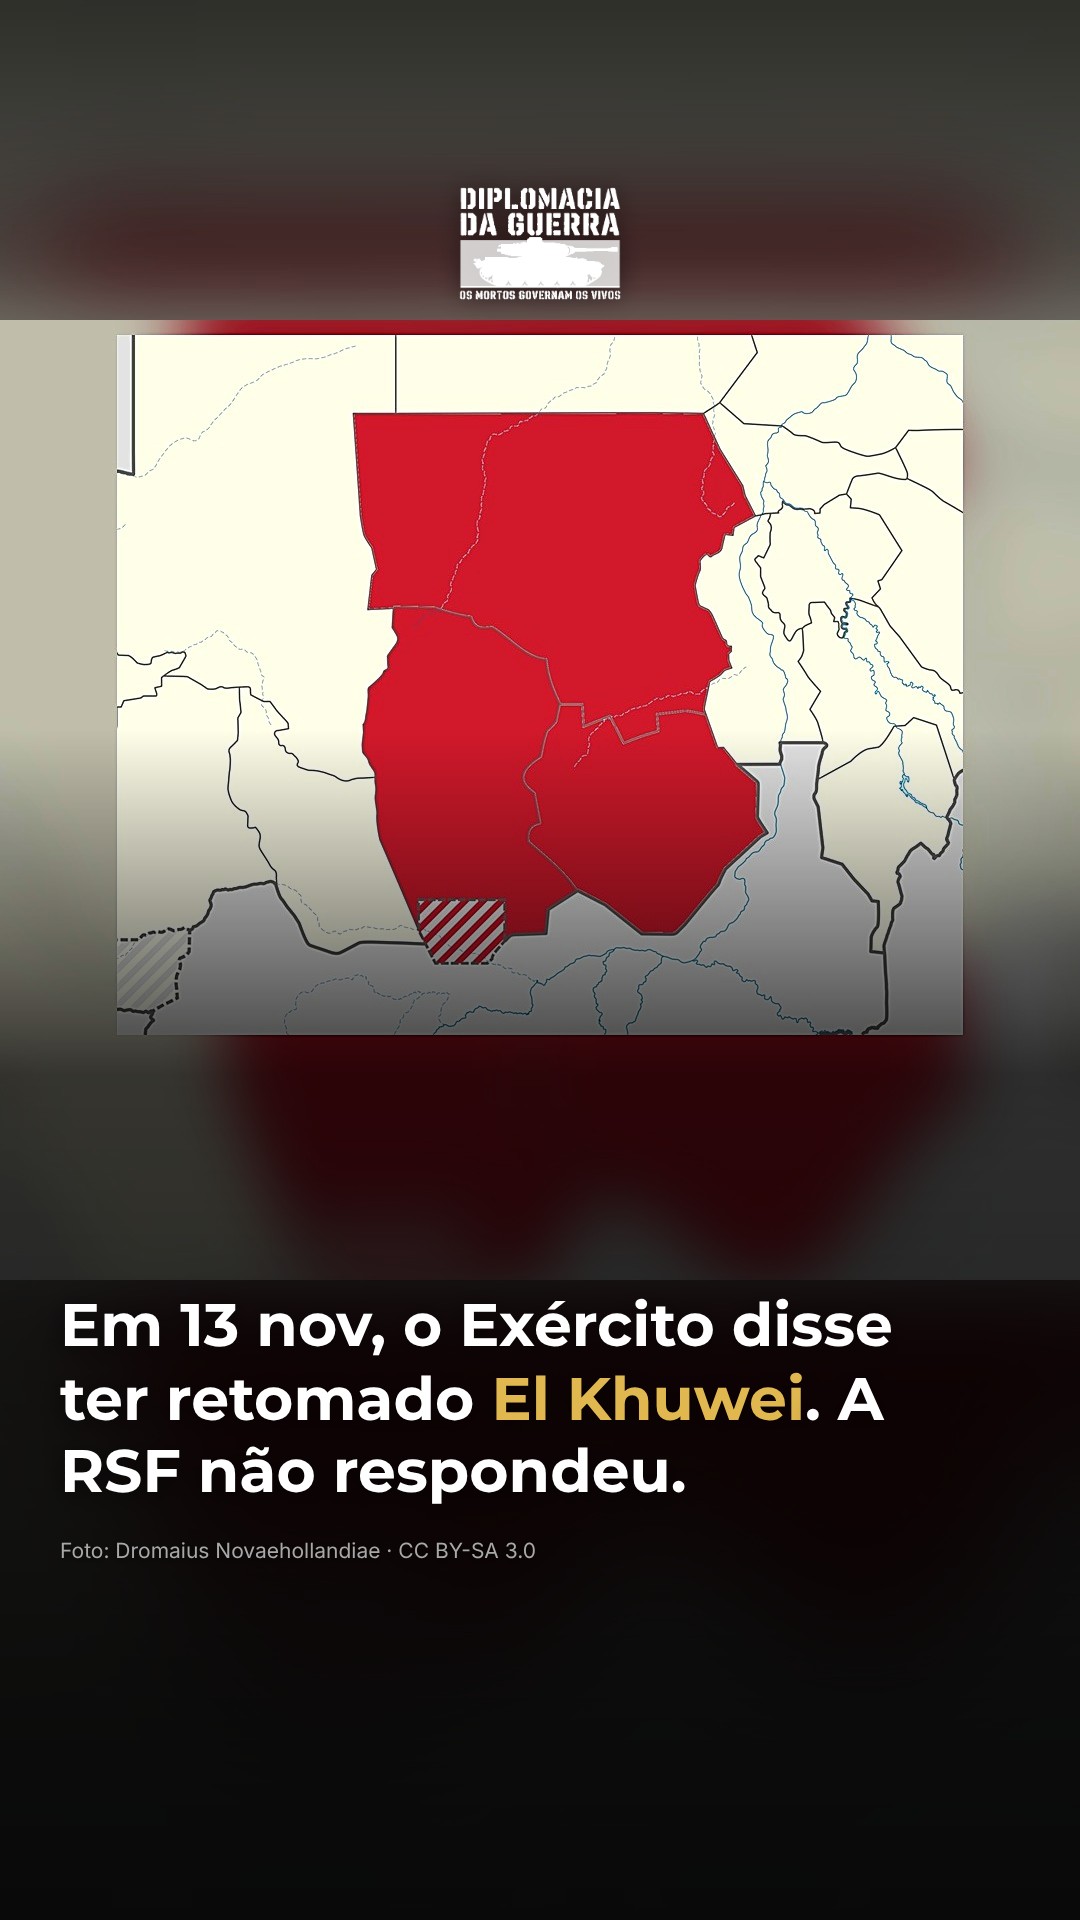 DIPLOMACIA
DA GUERRA
OS MORTOS GOVERNAM OS VIVOS
Em 13 nov, o Exército disse
ter retomado El Khuwei. A
RSF não respondeu.
Foto: Dromaius Novaehollandiae · CC BY-SA 3.0